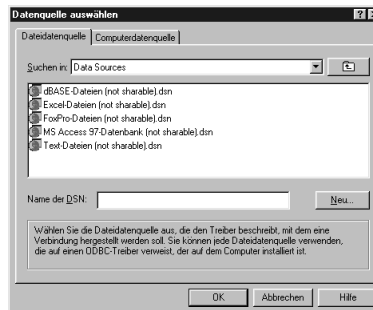 Datenquelle auswählen
Dateidatenquelle Computerdatenquelle
Suchen in: Data Sources
dBASE-Dateien (not sharable).dsn
Excel-Dateien (not sharable).dsn
FoxPro-Dateien (not sharable).dsn
MS Access 97-Datenbank (not sharable).dsn
Text-Dateien (not sharable).dsn
Name der DSN:
Neu...
Wählen Sie die Dateidatenquelle aus, die den Treiber beschreibt, mit dem eine
Verbindung hergestellt werden soll. Sie können jede Dateidatenquelle verwenden,
die auf einen ODBC-Treiber verweist, der auf dem Computer installiert ist.
OK Abbrechen Hilfe